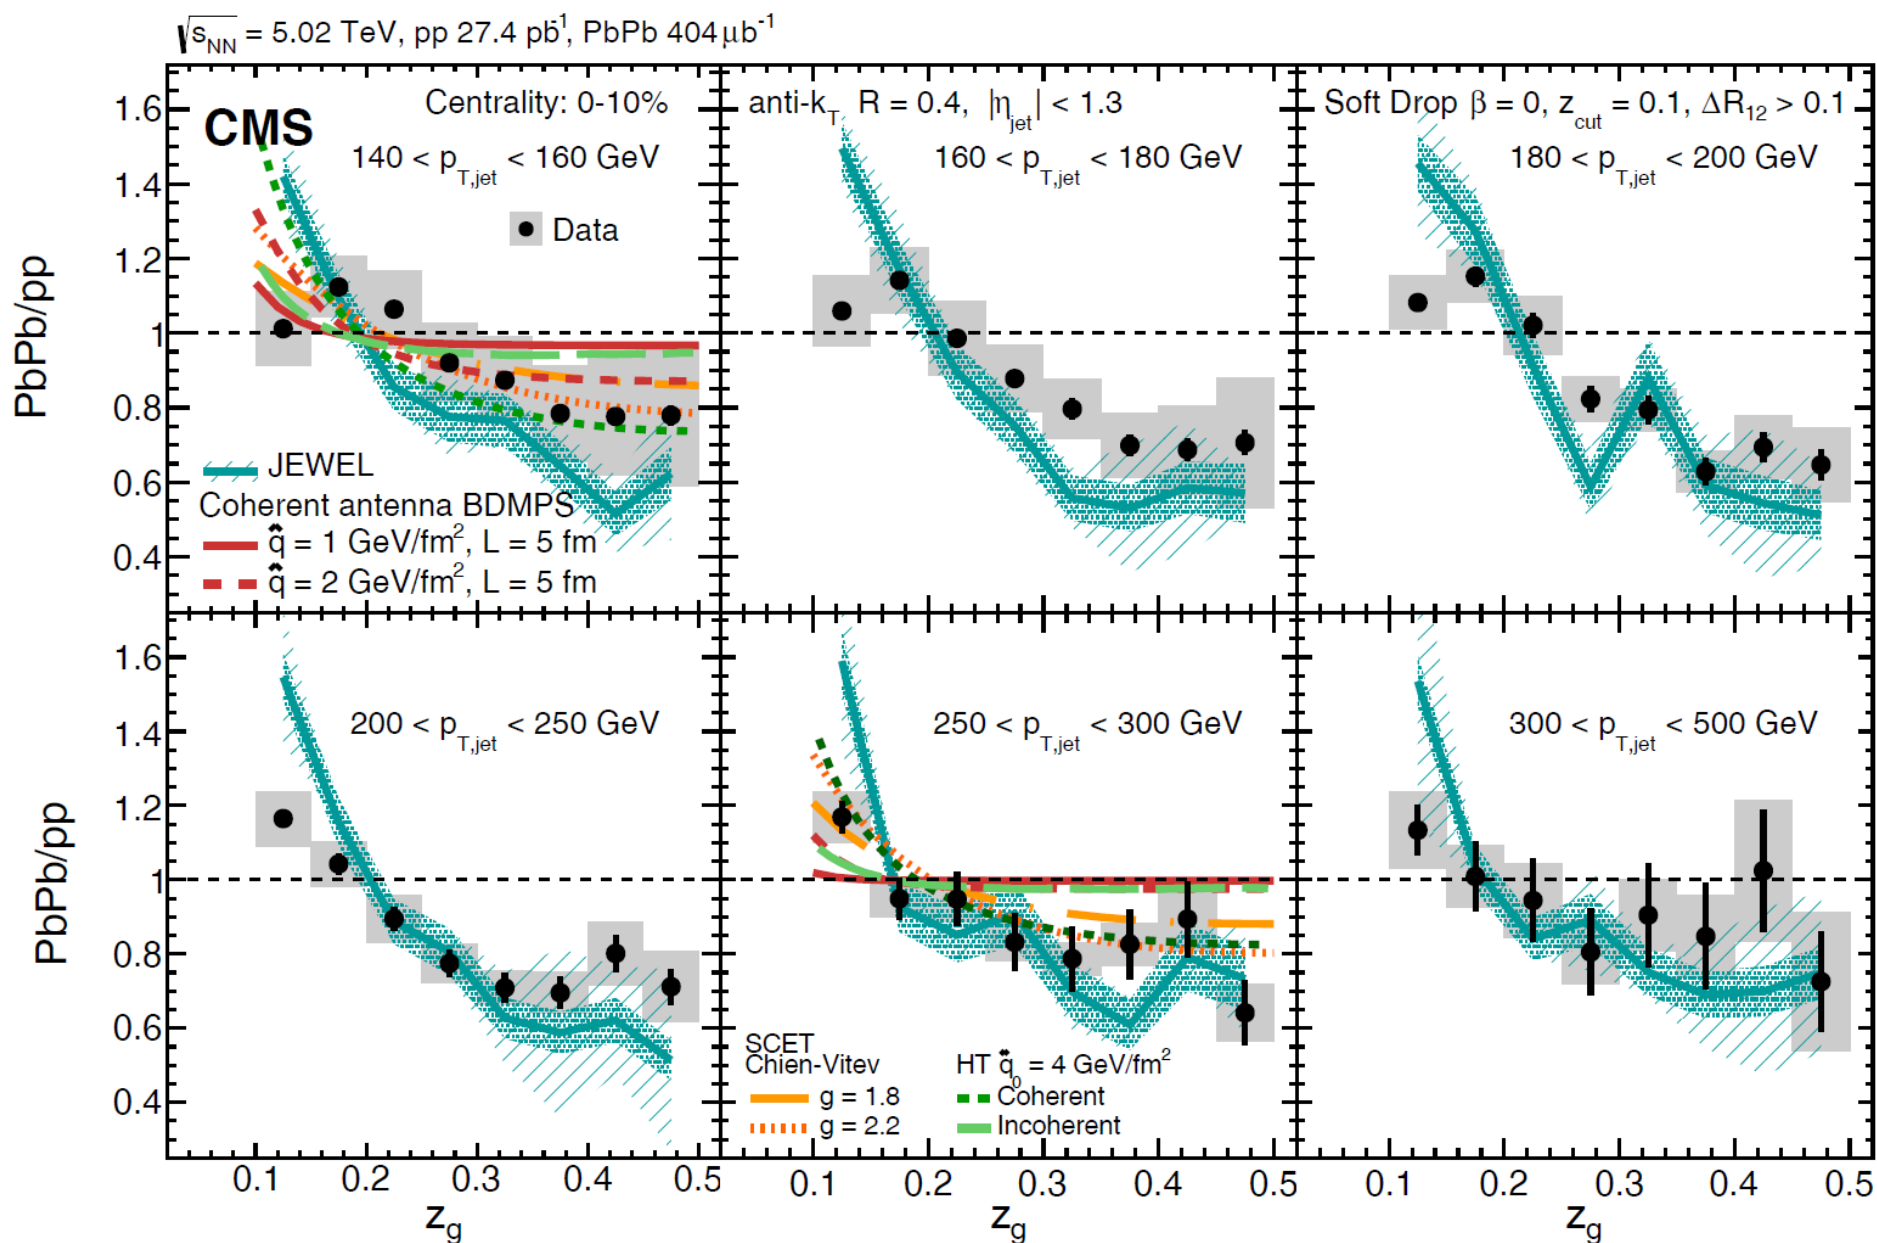 √s_NN = 5.02 TeV, pp 27.4 pb⁻¹, PbPb 404 μb⁻¹
CMS
Centrality: 0-10%
140 < p_T,jet < 160 GeV
Data
JEWEL
Coherent antenna BDMPS
q̂ = 1 GeV/fm², L = 5 fm
q̂ = 2 GeV/fm², L = 5 fm
anti-k_T R = 0.4, |η_jet| < 1.3
160 < p_T,jet < 180 GeV
Soft Drop β = 0, z_cut = 0.1, ΔR_12 > 0.1
180 < p_T,jet < 200 GeV
PbPb/pp
1.6
1.4
1.2
1
0.8
0.6
0.4
200 < p_T,jet < 250 GeV
250 < p_T,jet < 300 GeV
SCET
Chien-Vitev
g = 1.8
g = 2.2
HT q̂_0 = 4 GeV/fm²
Coherent
Incoherent
300 < p_T,jet < 500 GeV
PbPb/pp
1.6
1.4
1.2
1
0.8
0.6
0.4
0.1 0.2 0.3 0.4 0.5
0.1 0.2 0.3 0.4 0.5
0.1 0.2 0.3 0.4 0.5
z_g
z_g
z_g